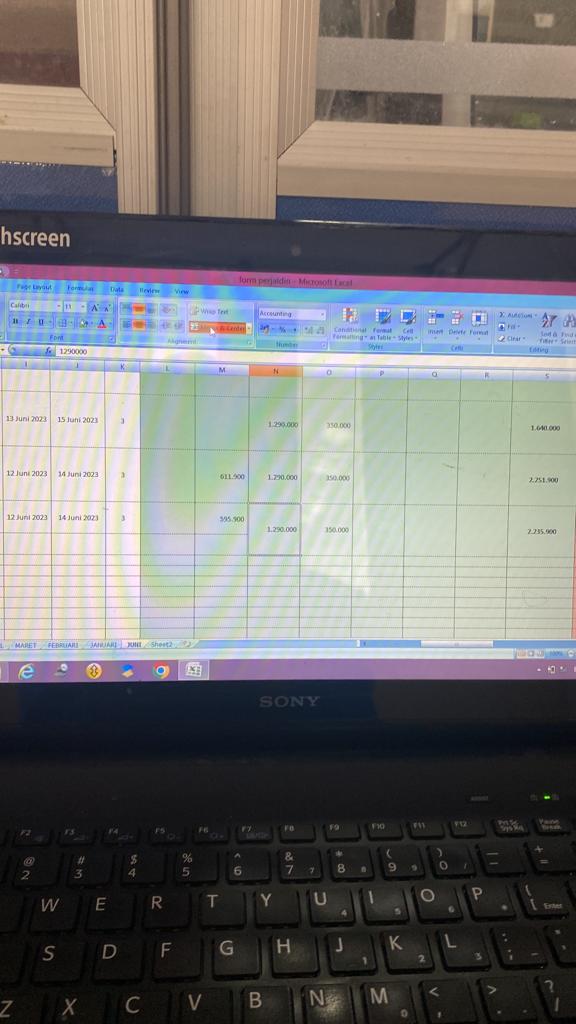 hscreen
form perjaldin - Microsoft Excel
Page Layout Formulas Data Review View
Calibri 11 A A Wrap Text Accounting Conditional Format Cell Insert Delete Format AutoSum Sort &
B I U & Center % Formatting as Table Styles Fill Clear Filter
Font Alignment Number Styles Cells Editing
fx 1290000
I J K L M N O P Q R S
13 Juni 2023 15 Juni 2023 3 1.290.000 350.000 1.640.000
12 Juni 2023 14 Juni 2023 3 611.900 1.290.000 350.000 2.251.900
12 Juni 2023 14 Juni 2023 3 595.900 1.290.000 350.000 2.235.900
MARET FEBRUARI JANUARI JUNI Sheet2
100%
SONY
F2 F3 F4 F5 F6 F7 F8 F9 F10 F11 F12 Prt Sc Sys Rq Pause Break
@ # $ % ^ & * ( ) _ +
2 3 4 5 6 7 7 8 8 9 9 0 / - =
W E R T Y U 4 I 5 O 6 P * { [ Enter
S D F G H J 1 K 2 L 3 : ; -
Z X C V B N M 0 < , > . ? /